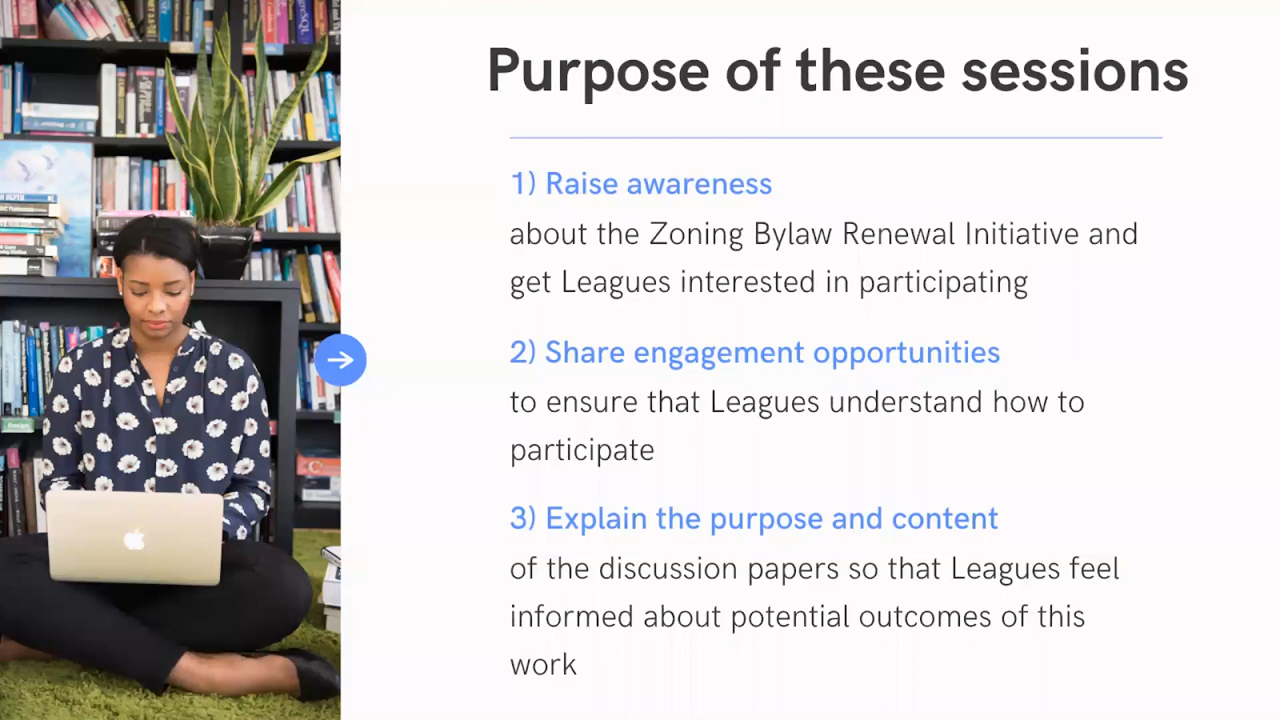 Purpose of these sessions
1) Raise awareness
about the Zoning Bylaw Renewal Initiative and
get Leagues interested in participating
2) Share engagement opportunities
to ensure that Leagues understand how to
participate
3) Explain the purpose and content
of the discussion papers so that Leagues feel
informed about potential outcomes of this
work